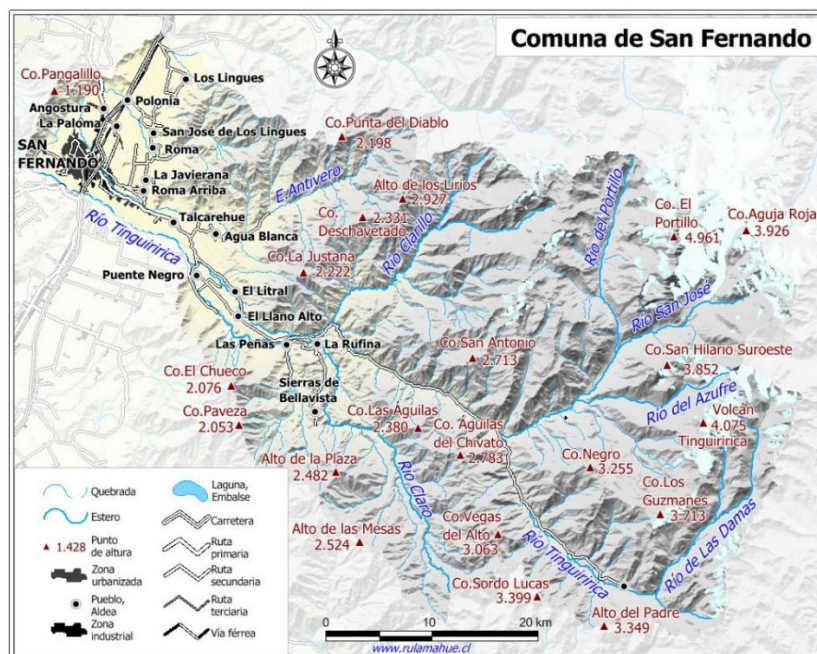 Comuna de San Fernando
Co.Pangalillo
1.190
Los Lingues
Polonia
Angostura
La Paloma
San José de Los Lingues
Roma
SAN
FERNANDO
La Javierana
Roma Arriba
Co.Punta del Diablo
2.198
E.Antivero
Alto de los Lirios
2.927
Co.
Deschavetado
2.331
Río Clarillo
Río del Portillo
Co. El
Portillo
4.961
Co.Aguja Roja
3.926
Talcarehue
Agua Blanca
Río Tinguiririca
Co.La Justana
2.222
Puente Negro
El Litral
El Llano Alto
Río San José
Las Peñas
La Rufina
Co.San Antonio
2.713
Co.San Hilario Suroeste
3.852
Co.El Chueco
2.076
Sierras de
Bellavista
Río del Azufre
Co.Paveza
2.053
Co.Las Águilas
2.380
Co. Águilas
del Chivato
2.783
Volcán
4.075
Tinguiririca
Alto de la Plaza
2.482
Río Claro
Co.Negro
3.255
Co.Los
Guzmanes
3.713
Alto de las Mesas
2.524
Co.Vegas
del Alto
3.063
Río Tinguiririca
Río de Las Damas
Co.Sordo Lucas
3.399
Alto del Padre
3.349
Quebrada
Estero
1.428
Punto
de altura
Zona
urbanizada
Pueblo,
Aldea
Zona
industrial
Laguna,
Embalse
Carretera
Ruta
primaria
Ruta
secundaria
Ruta
terciaria
Vía férrea
0 10 20 km
www.rulamahue.cl